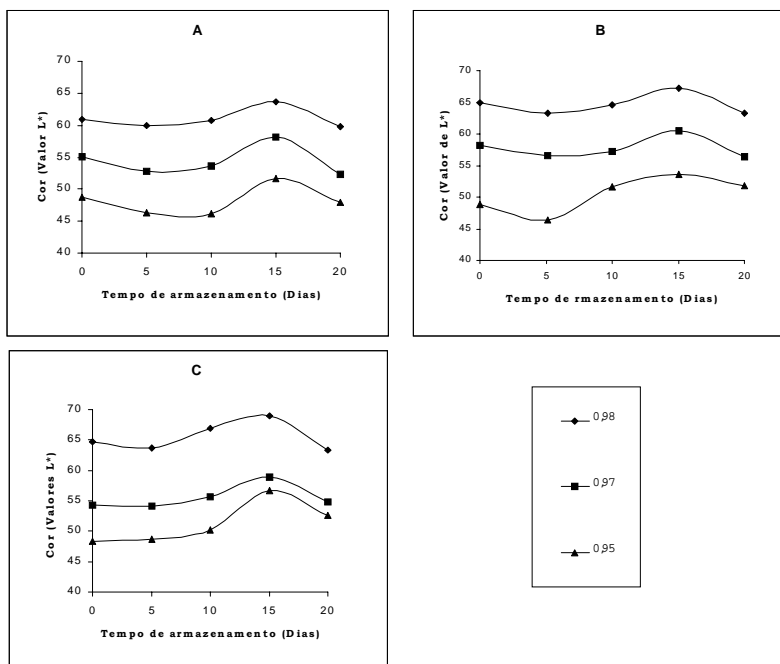 A
70
65
60
55
50
45
40
Cor (Valor L*)
0 5 10 15 20
Tempo de armazenamento (Dias)
B
70
65
60
55
50
45
40
Cor (Valor de L*)
0 5 10 15 20
Tempo de rmazenamento (Dias)
C
70
65
60
55
50
45
40
Cor (Valores L*)
0 5 10 15 20
Tempo de armazenamento (Dias)
0,98
0,97
0,95